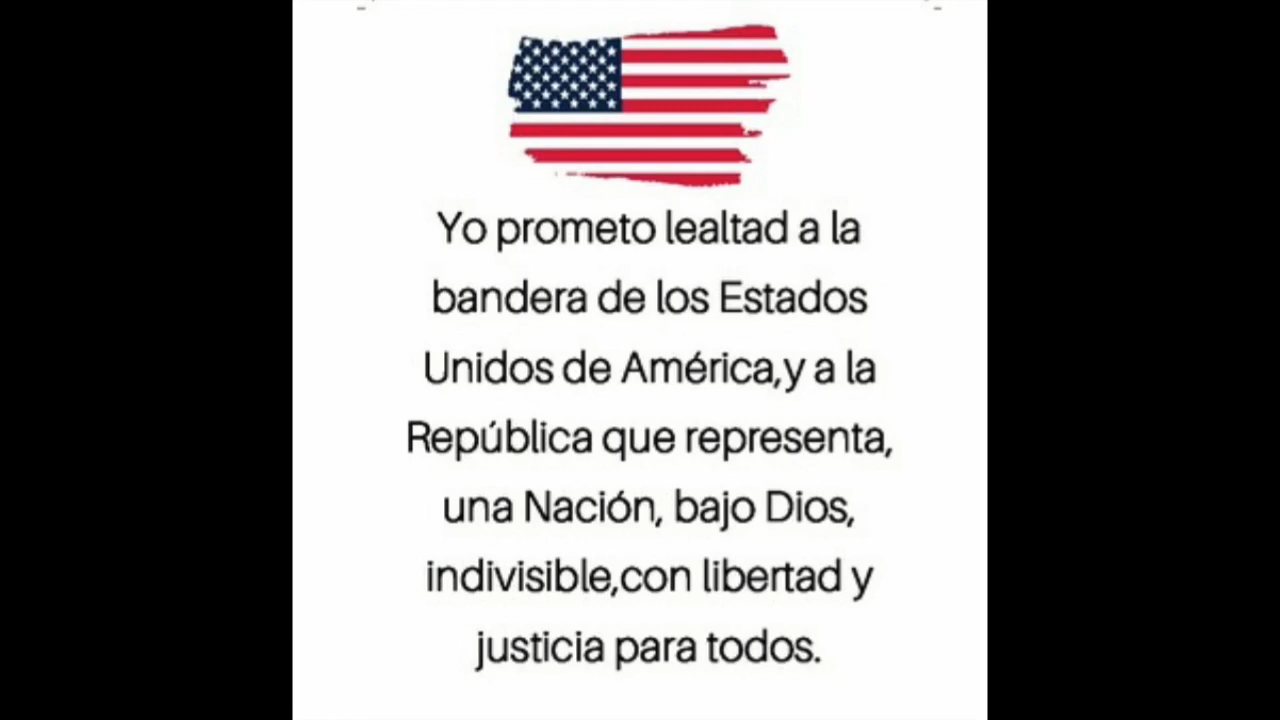 Yo prometo lealtad a la
bandera de los Estados
Unidos de América,y a la
República que representa,
una Nación, bajo Dios,
indivisible,con libertad y
justicia para todos.